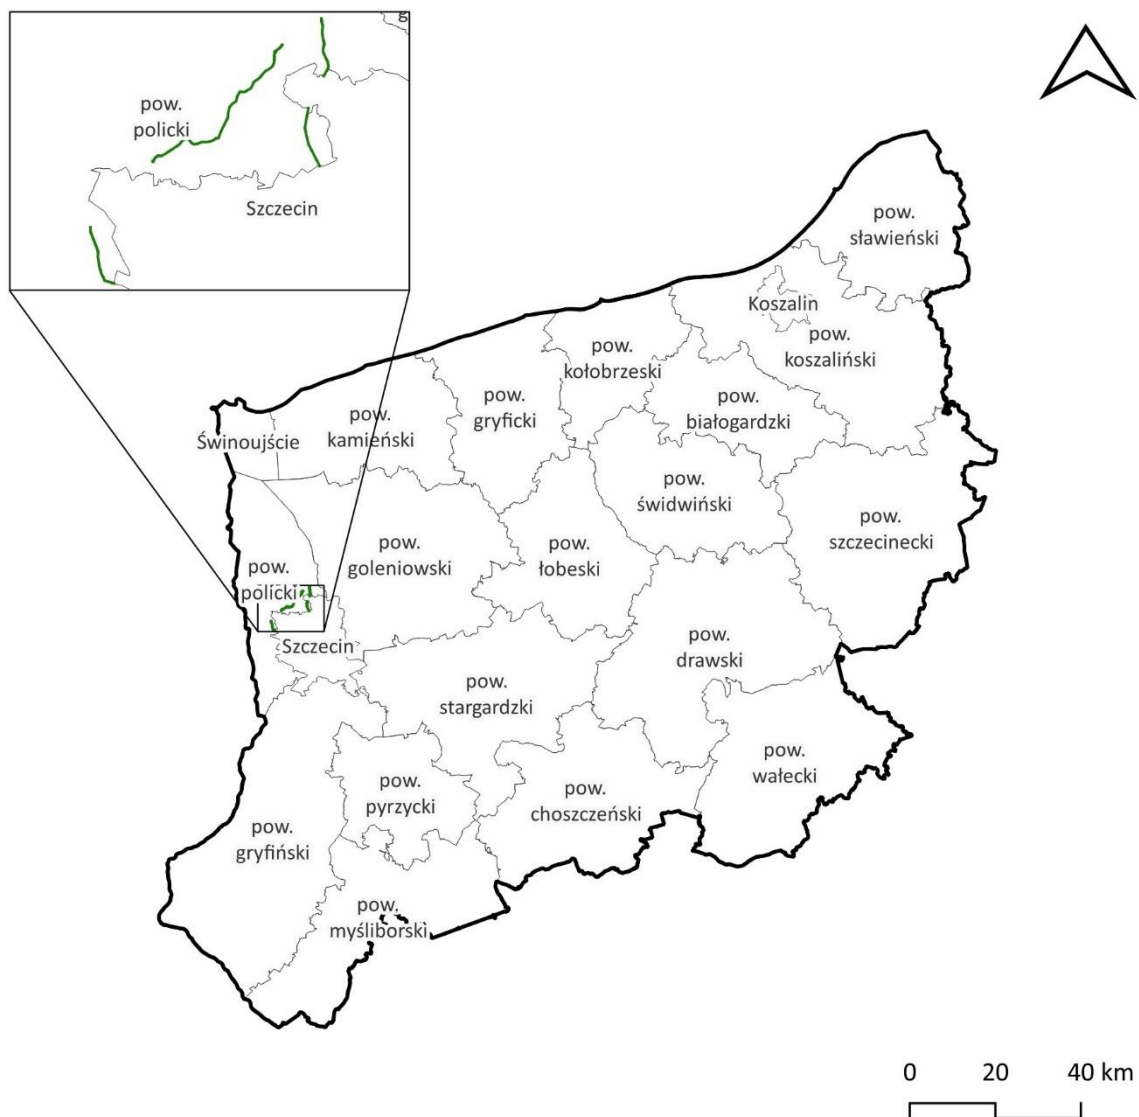 g
pow.
policki
Szczecin
pow.
sławieński
Koszalin
pow.
koszaliński
pow.
kołobrzeski
pow.
gryficki
pow.
białogardzki
pow.
kamieński
Świnoujście
pow.
świdwiński
pow.
szczecinecki
pow.
goleniowski
pow.
łobeski
pow.
policki
Szczecin
pow.
drawski
pow.
stargardzki
pow.
wałecki
pow.
pyrzycki
pow.
choszczeński
pow.
gryfiński
pow.
myśliborski
0 20 40 km